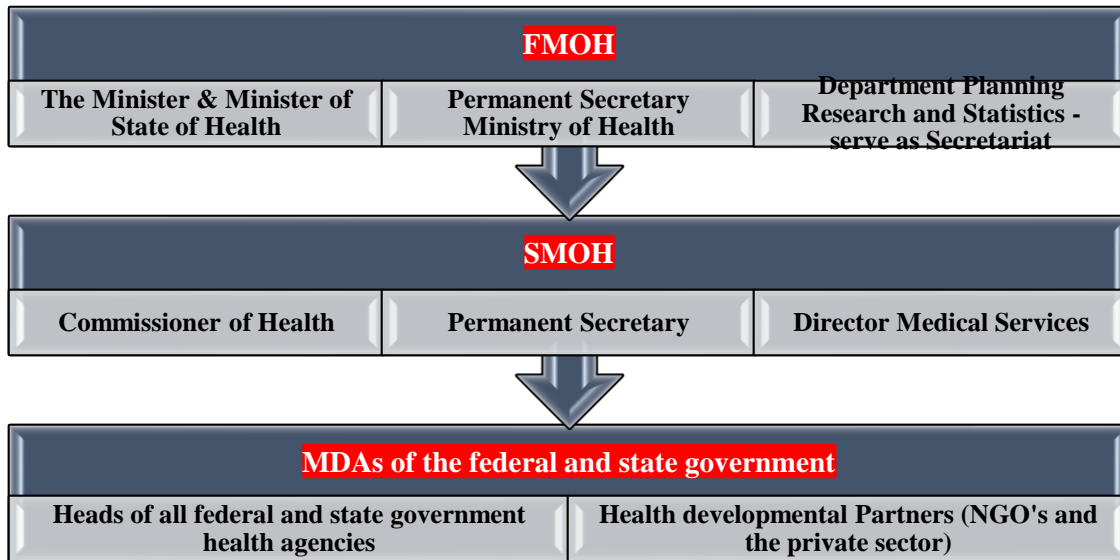 FMOH
The Minister & Minister of
State of Health
Permanent Secretary
Ministry of Health
Department Planning
Research and Statistics -
serve as Secretariat
SMOH
Commissioner of Health
Permanent Secretary
Director Medical Services
MDAs of the federal and state government
Heads of all federal and state government
health agencies
Health developmental Partners (NGO's and
the private sector)